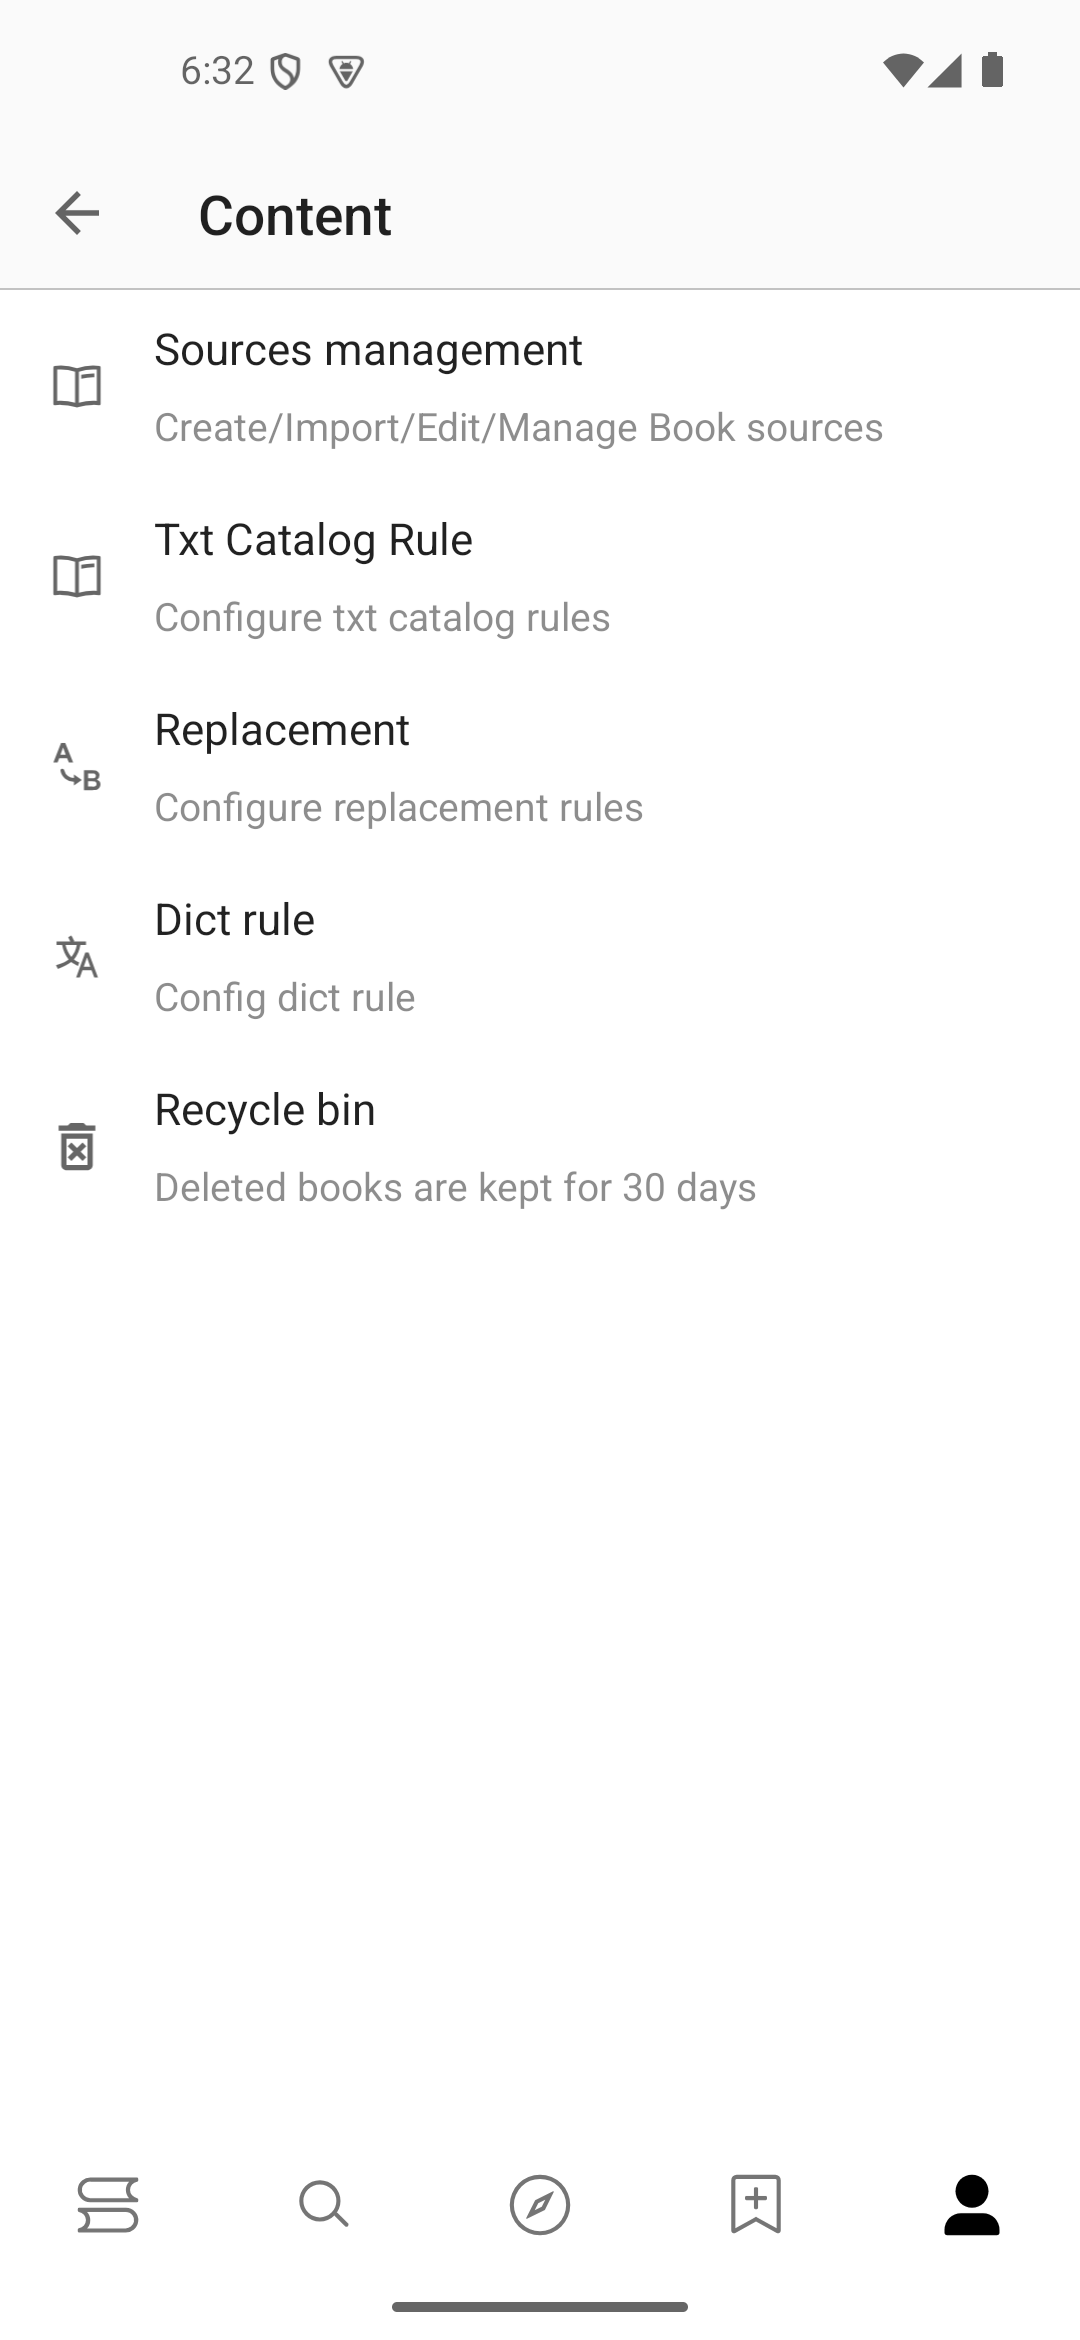 6:32
Content
Sources management
Create/Import/Edit/Manage Book sources
Txt Catalog Rule
Configure txt catalog rules
Replacement
Configure replacement rules
Dict rule
Config dict rule
Recycle bin
Deleted books are kept for 30 days